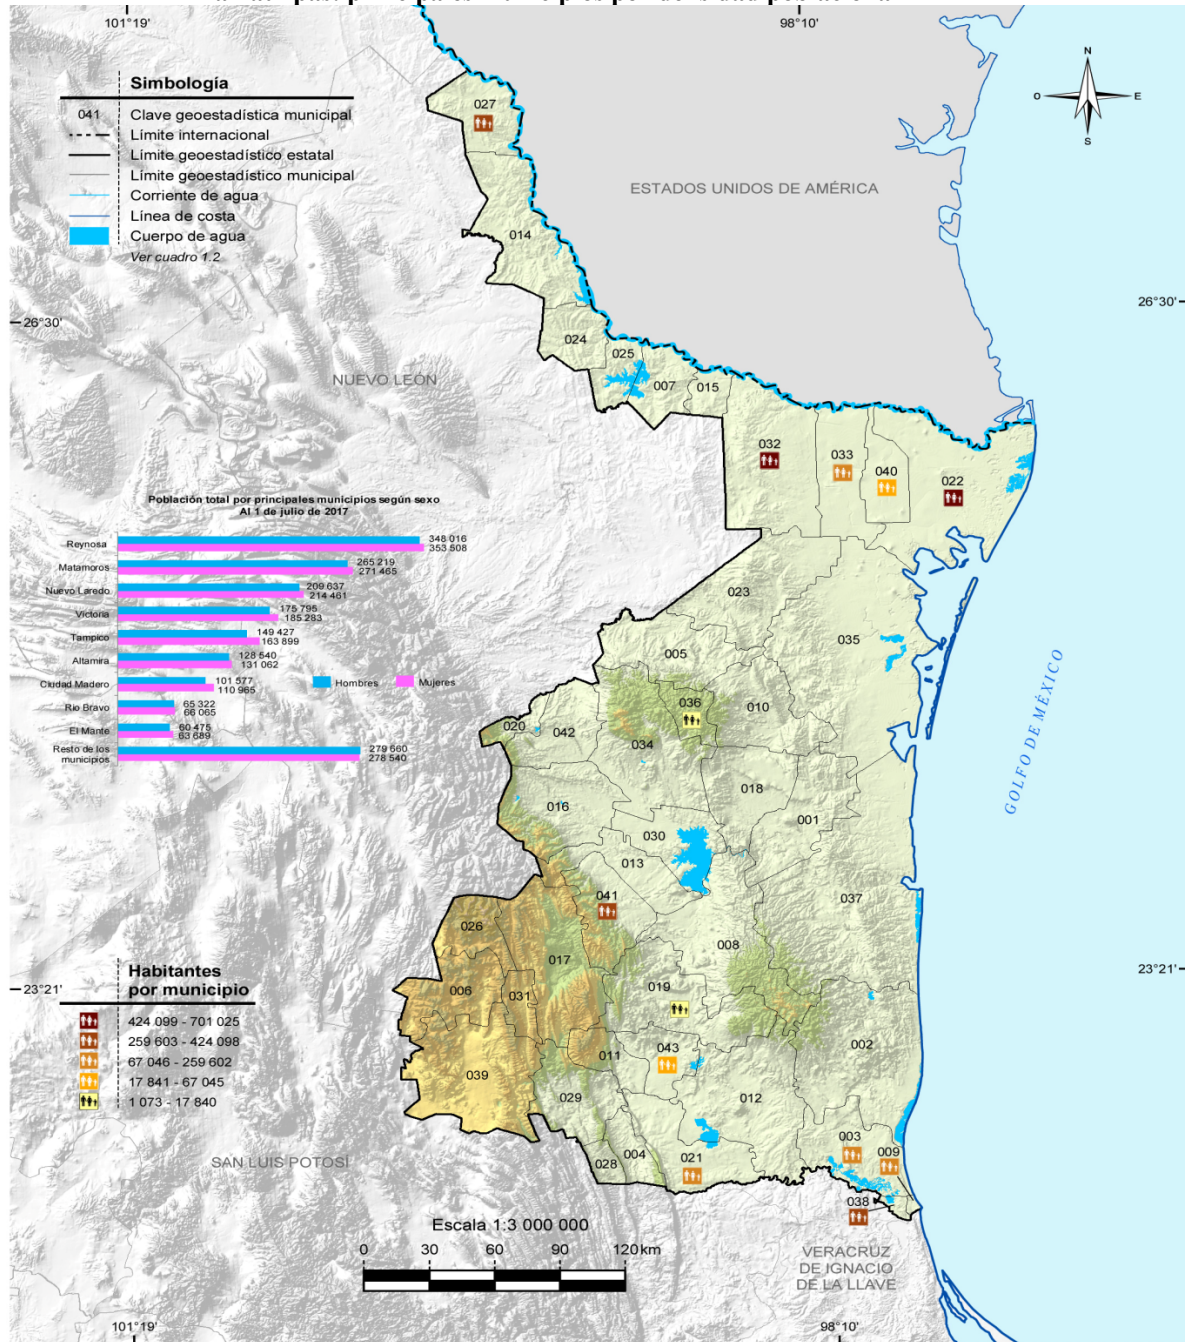 101°19'
98°10'
Simbología
041 Clave geoestadística municipal
Límite internacional
Límite geoestadístico estatal
Límite geoestadístico municipal
Corriente de agua
Línea de costa
Cuerpo de agua
Ver cuadro 1.2
N
O E
S
027
ESTADOS UNIDOS DE AMÉRICA
014
26°30'
26°30'
024
025
007
015
NUEVO LEÓN
032
033
040
022
Población total por principales municipios según sexo
Al 1 de julio de 2017
Reynosa 348 016
353 508
Matamoros 265 219
271 465
Nuevo Laredo 209 637
214 461
Victoria 175 795
185 283
Tampico 149 427
163 899
Altamira 128 540
131 062
Ciudad Madero 101 577
110 965
Río Bravo 65 322
66 065
El Mante 60 475
63 689
Resto de los
municipios
279 660
278 540
Hombres Mujeres
023
035
005
036
010
020
042
034
GOLFO DE MÉXICO
018
016
001
030
013
041
037
026
017
008
23°21'
23°21'
006
031
019
002
011
043
039
029
012
003
009
004
028
021
038
Habitantes
por municipio
424 099 - 701 025
259 603 - 424 098
67 046 - 259 602
17 841 - 67 045
1 073 - 17 840
SAN LUIS POTOSÍ
Escala 1:3 000 000
0 30 60 90 120 km
VERACRUZ
DE IGNACIO
DE LA LLAVE
101°19'
98°10'